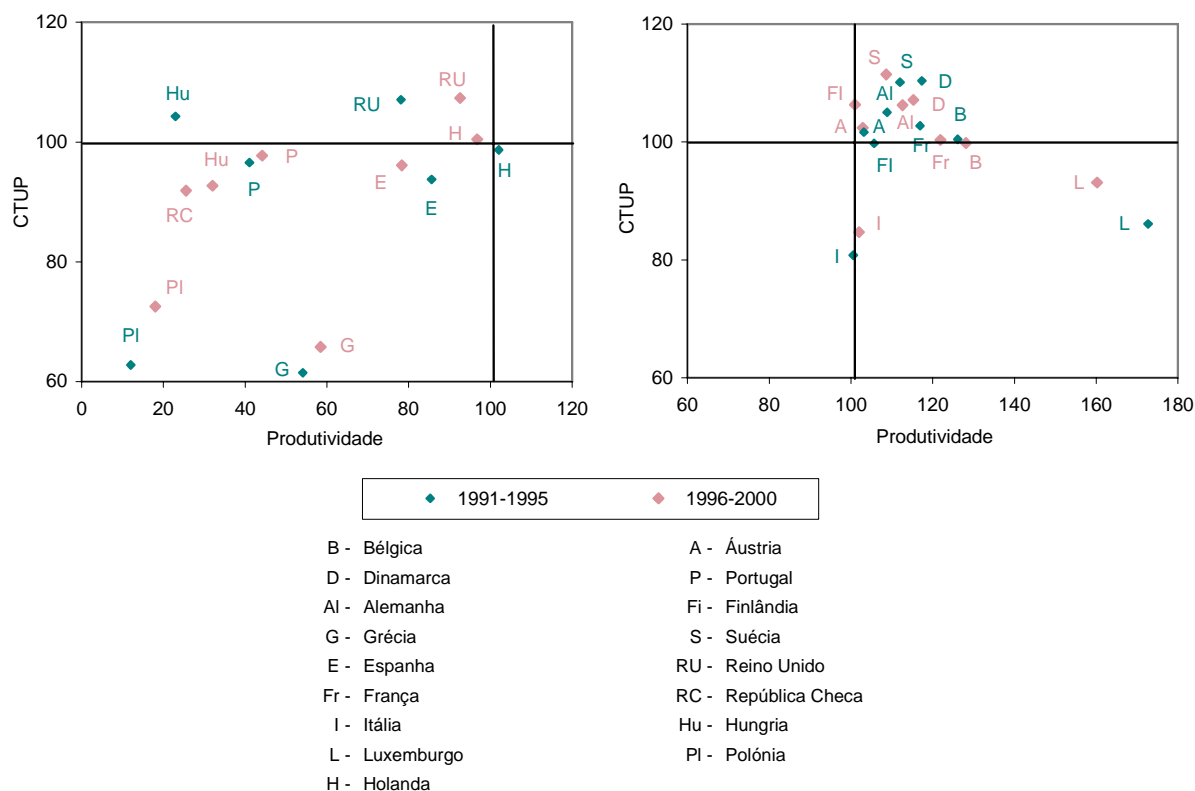 120
100
80
60
CTUP
Hu
RU
RU
H
H
Hu
P
P
E
E
RC
Pl
Pl
G
G
0 20 40 60 80 100 120
Produtividade
120
100
80
60
CTUP
S
S
D
FI
Al
D
B
A
A
Al
FI
Fr
Fr
B
L
L
I
I
60 80 100 120 140 160 180
Produtividade
1991-1995 1996-2000
B - Bélgica
D - Dinamarca
Al - Alemanha
G - Grécia
E - Espanha
Fr - França
I - Itália
L - Luxemburgo
H - Holanda
A - Áustria
P - Portugal
Fi - Finlândia
S - Suécia
RU - Reino Unido
RC - República Checa
Hu - Hungria
Pl - Polónia